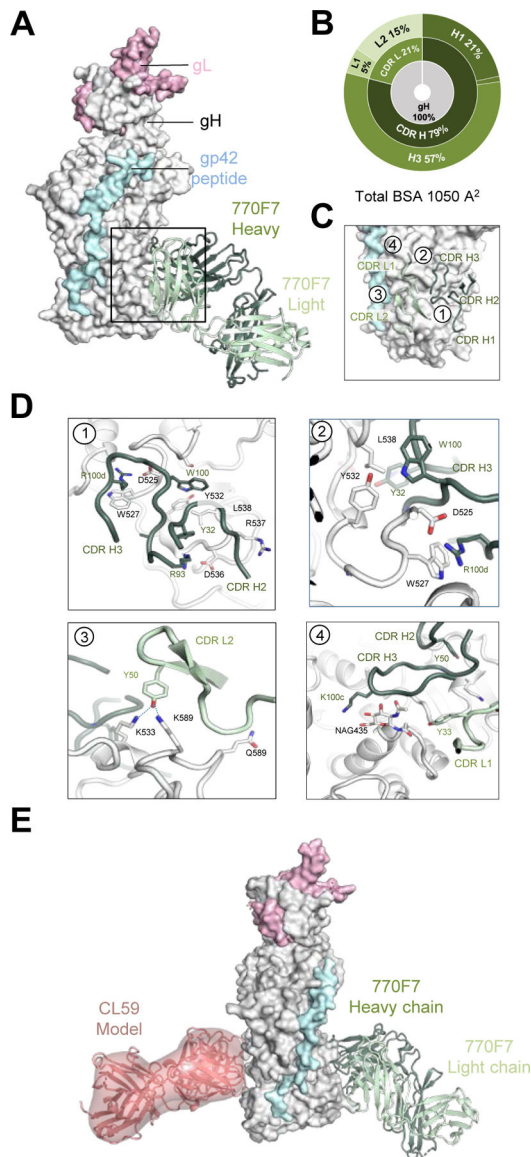 A
gL
gH
gp42
peptide
770F7
Heavy
770F7
Light
B
L2 15%
L1
5%
CDR L 21%
H1 21%
gH
100%
CDR H 79%
H3 57%
Total BSA 1050 A²
C
4
2
CDR L1
CDR H3
3
CDR H2
CDR L2
1
CDR H1
D
1
R100d
D525
W100
Y532
W527
L538
Y32
R537
CDR H3
R93
D536
CDR H2
2
L538
W100
Y532
Y32
CDR H3
D525
W527
R100d
3
CDR L2
Y50
K589
K533
Q589
4
CDR H2
CDR H3
Y50
K100c
NAG435
Y33
CDR L1
E
CL59
Model
770F7
Heavy chain
770F7
Light chain